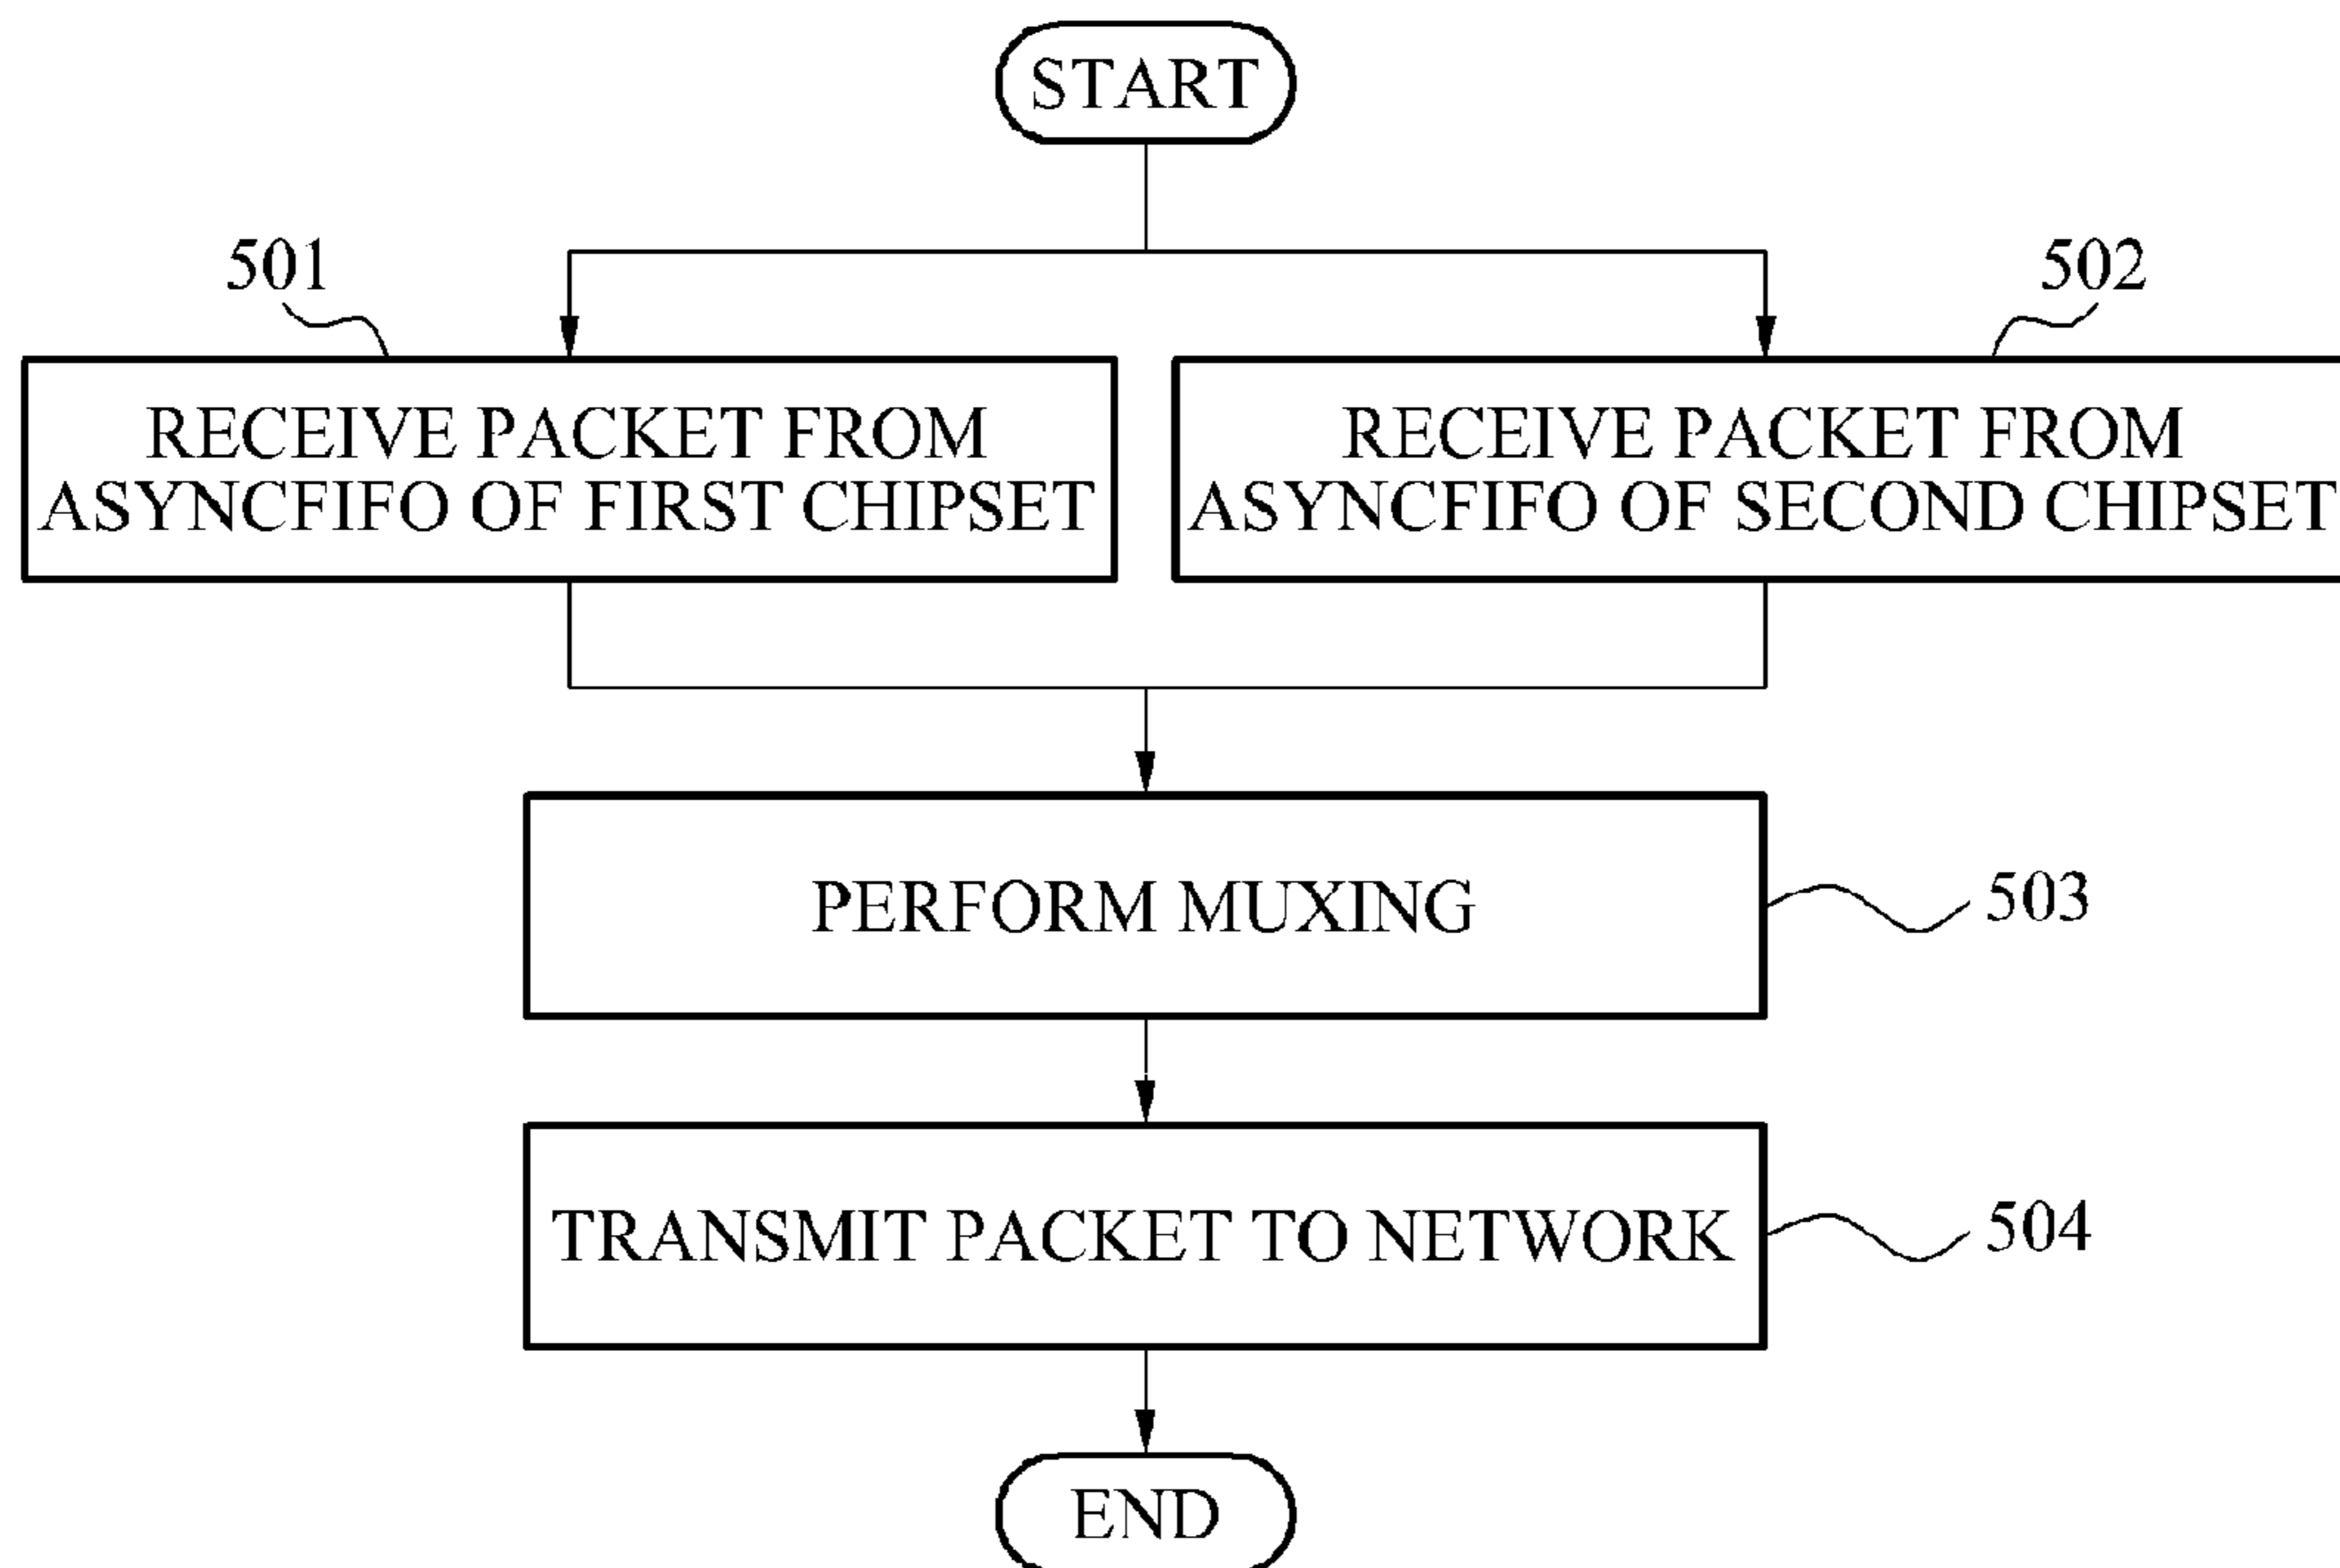 START
501
502
RECEIVE PACKET FROM
ASYNCFIFO OF FIRST CHIPSET
RECEIVE PACKET FROM
ASYNCFIFO OF SECOND CHIPSET
PERFORM MUXING
503
TRANSMIT PACKET TO NETWORK
504
END